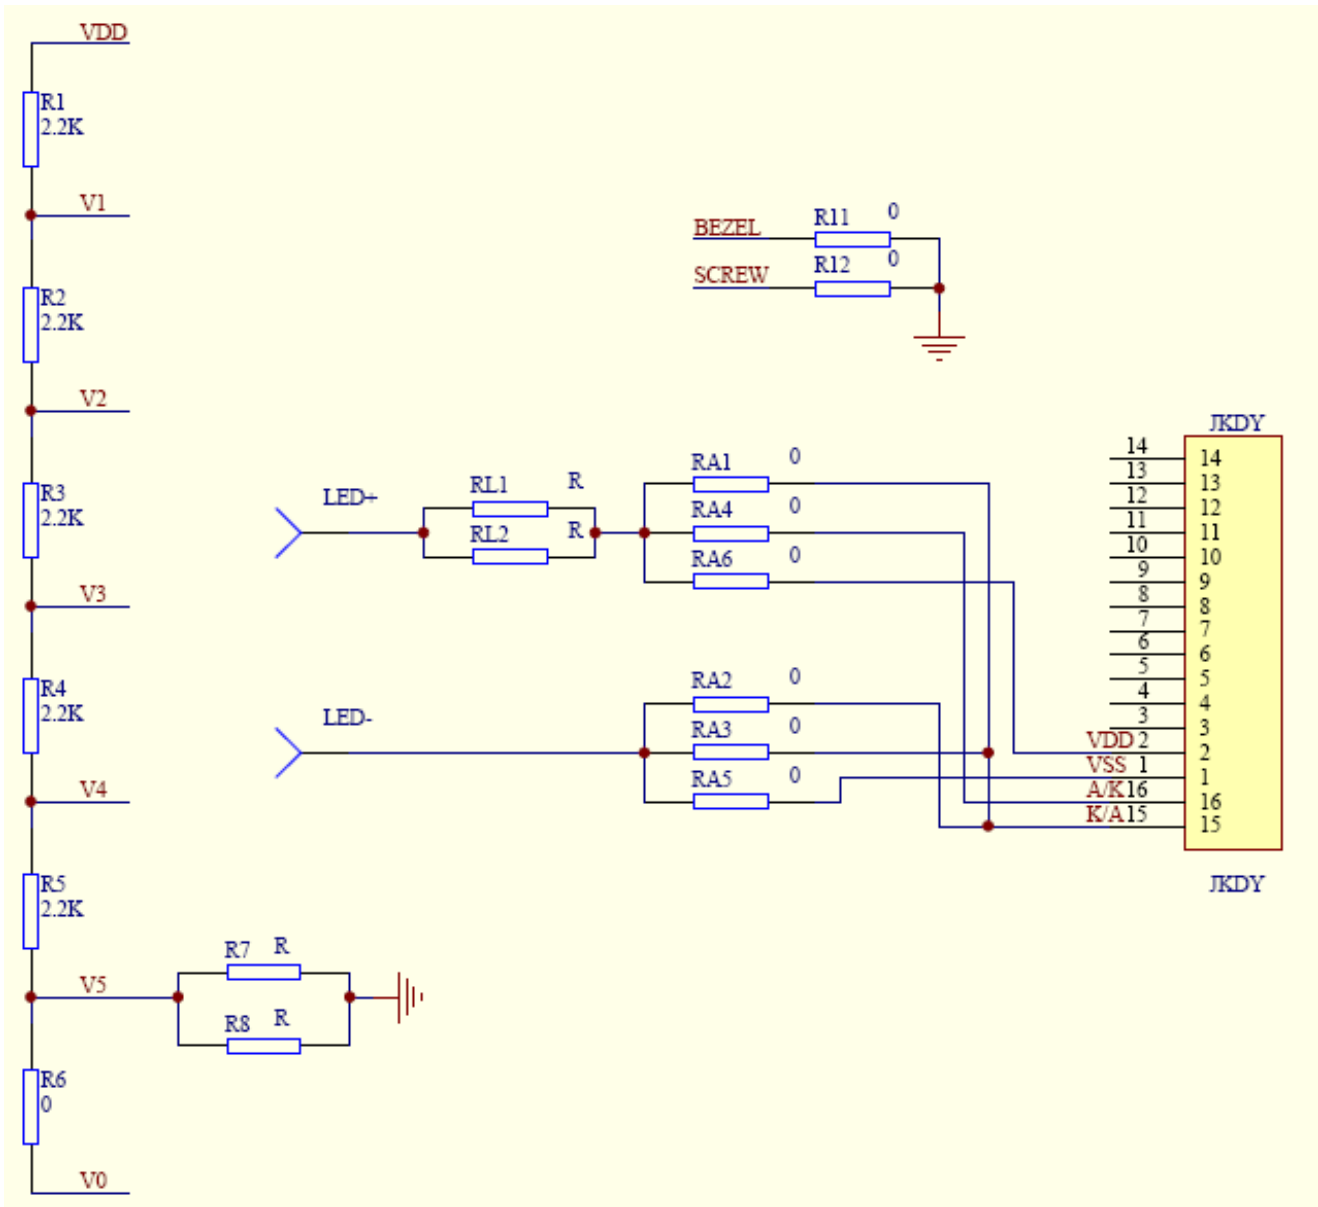 VDD
R1
2.2K
V1
R2
2.2K
V2
R3
2.2K
V3
R4
2.2K
V4
R5
2.2K
V5
R6
0
V0
R7 R
R8 R
BEZEL R11 0
SCREW R12 0
LED+
RL1 R
RL2 R
RA1 0
RA4 0
RA6 0
LED-
RA2 0
RA3 0
RA5 0
JKDY
14 14
13 13
12 12
11 11
10 10
9 9
8 8
7 7
6 6
5 5
4 4
3 3
VDD 2 2
VSS 1 1
A/K 16 16
K/A 15 15
JKDY